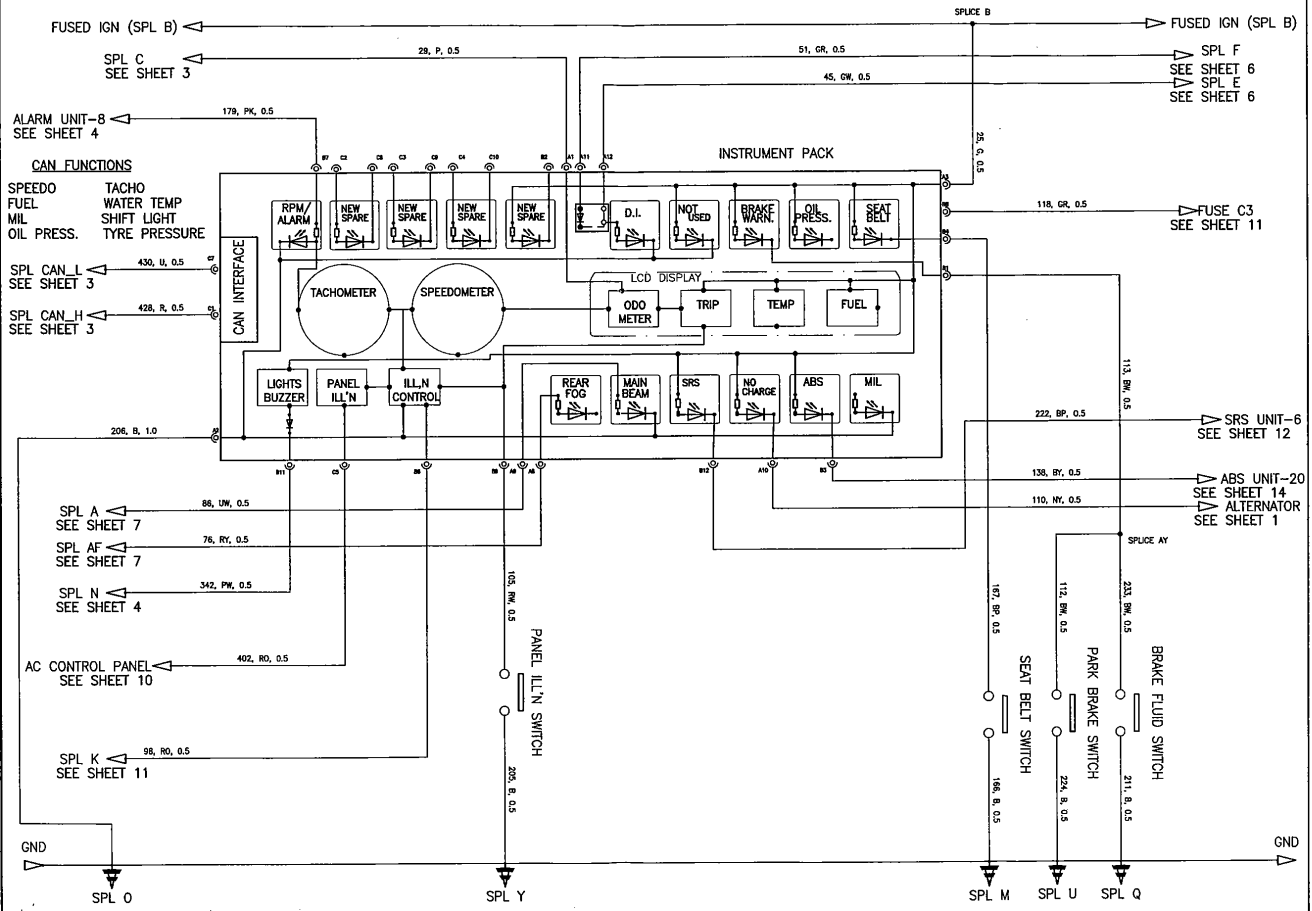 SPLICE B
FUSED IGN (SPL B)
FUSED IGN (SPL B)
29, P, 0.5
51, GR, 0.5
SPL C
SEE SHEET 3
SPL F
SEE SHEET 6
45, GW, 0.5
SPL E
SEE SHEET 6
179, PK, 0.5
ALARM UNIT-8
SEE SHEET 4
25, G, 0.5
CAN FUNCTIONS
SPEEDO TACHO
FUEL WATER TEMP
MIL SHIFT LIGHT
OIL PRESS. TYRE PRESSURE
INSTRUMENT PACK
B7 C2 C8 C3 C9 C4 C10 B2 A1 A11 A12
A3
RPM/
ALARM
NEW
SPARE
NEW
SPARE
NEW
SPARE
NEW
SPARE
D.I.
NOT
USED
BRAKE
WARN.
OIL
PRESS.
SEAT
BELT
118, GR, 0.5
FUSE C3
SEE SHEET 11
B4
B1
430, U, 0.5
C7
SPL CAN_L
SEE SHEET 3
428, R, 0.5
SPL CAN_H
SEE SHEET 3
CAN INTERFACE
TACHOMETER
SPEEDOMETER
LCD DISPLAY
ODO
METER
TRIP
TEMP
FUEL
LIGHTS
BUZZER
PANEL
ILL'N
ILL,N
CONTROL
REAR
FOG
MAIN
BEAM
SRS
NO
CHARGE
ABS
MIL
113, BW, 0.5
206, B, 1.0
222, BP, 0.5
SRS UNIT-6
SEE SHEET 12
B11 C5 B12 A10 B3
138, BY, 0.5
ABS UNIT-20
SEE SHEET 14
110, NY, 0.5
ALTERNATOR
SEE SHEET 1
86, UW, 0.5
SPL A
SEE SHEET 7
76, RY, 0.5
SPL AF
SEE SHEET 7
SPLICE AY
342, PW, 0.5
SPL N
SEE SHEET 4
105, RW, 0.5
167, BP, 0.5
112, BW, 0.5
233, BW, 0.5
402, RO, 0.5
AC CONTROL PANEL
SEE SHEET 10
PANEL ILL'N SWITCH
SEAT BELT SWITCH
PARK BRAKE SWITCH
BRAKE FLUID SWITCH
98, RO, 0.5
SPL K
SEE SHEET 11
205, B, 0.5
166, B, 0.5
224, B, 0.5
211, B, 0.5
GND
GND
SPL O
SPL Y
SPL M
SPL U
SPL Q